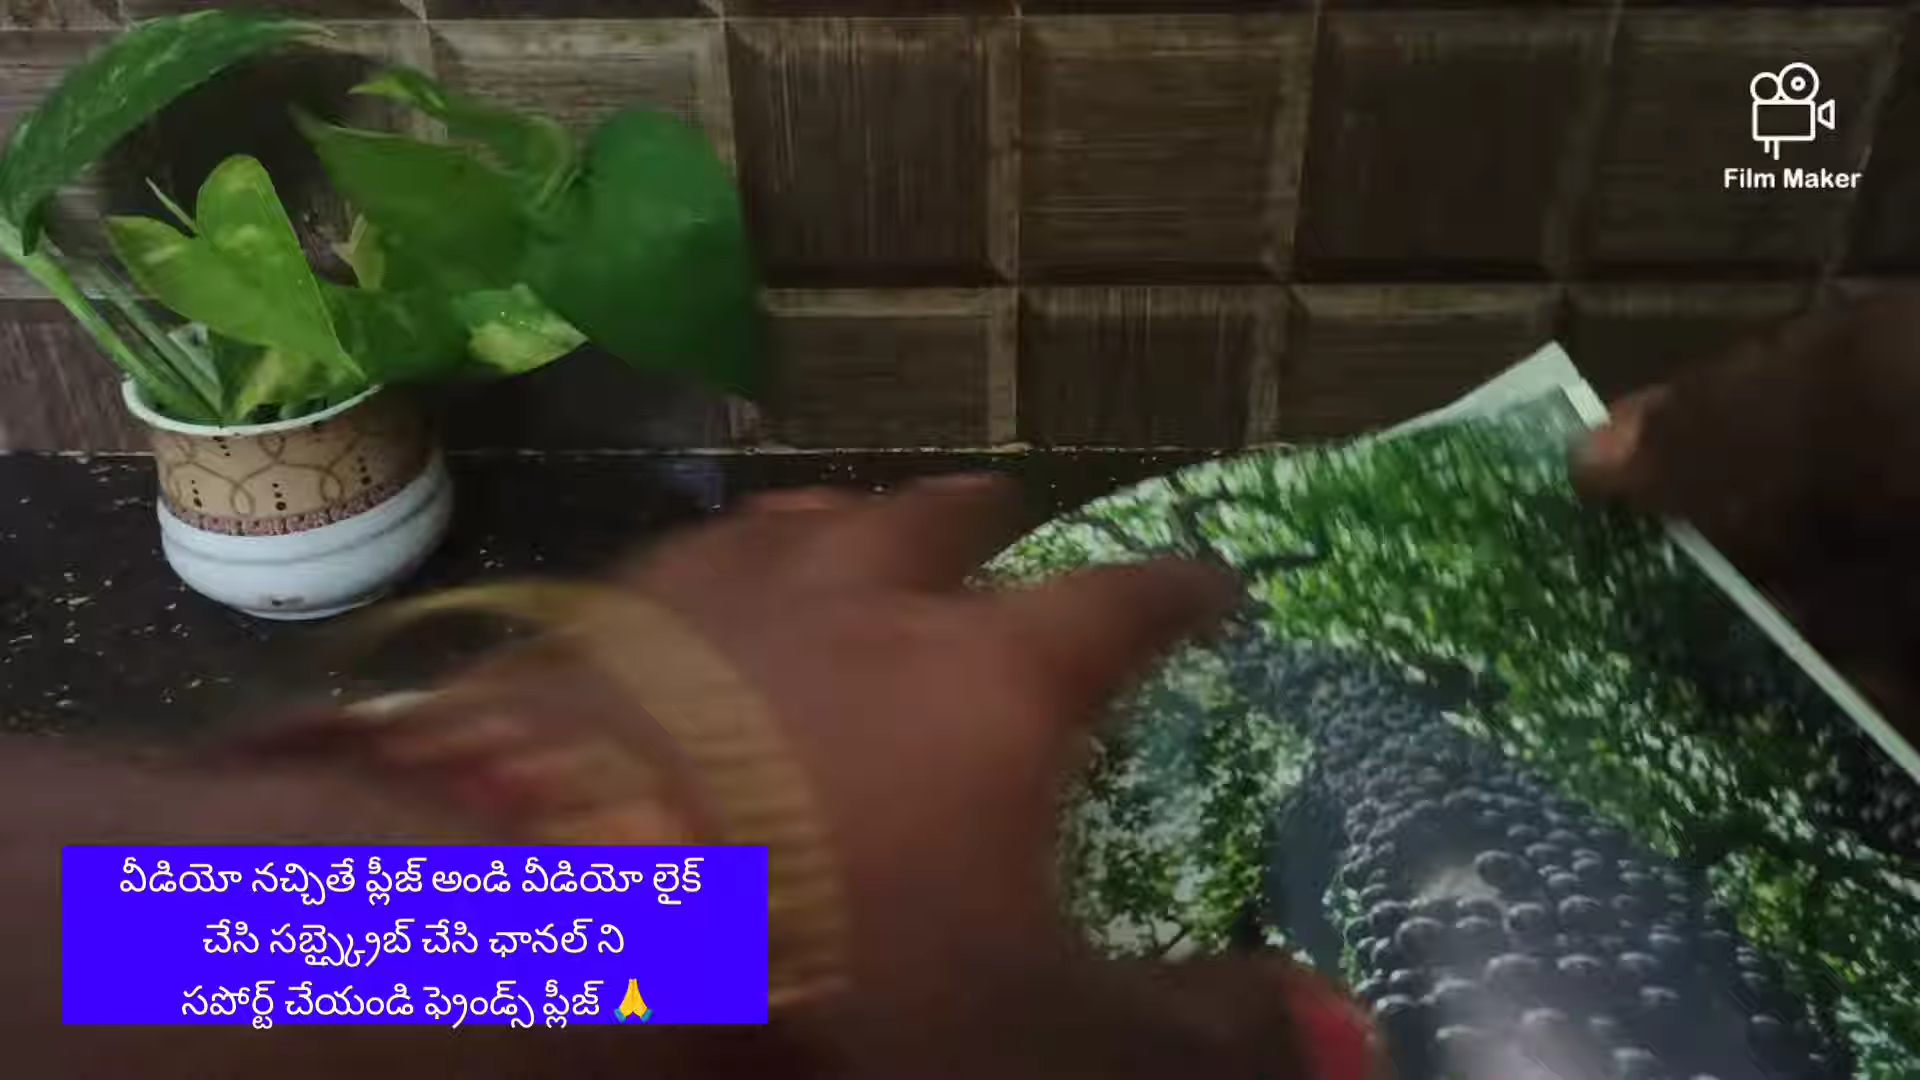 Film Maker
వీడియో నచ్చితే ప్లీజ్ అండి వీడియో లైక్
చేసి సబ్స్క్రైబ్ చేసి ఛానల్ ని
సపోర్ట్ చేయండి ఫ్రెండ్స్ ప్లీజ్ 🙏